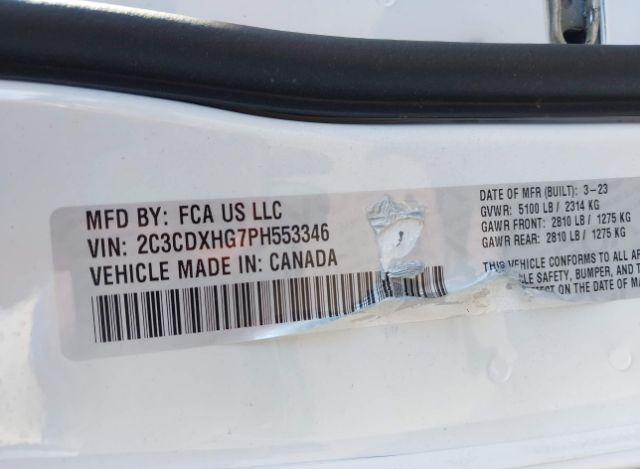 MFD BY: FCA US LLC
VIN: 2C3CDXHG7PH553346
VEHICLE MADE IN: CANADA
DATE OF MFR (BUILT): 3-23
GVWR: 5100 LB / 2314 KG
GAWR FRONT: 2810 LB / 1275 KG
GAWR REAR: 2810 LB / 1275 KG
THIS VEHICLE CONFORMS TO ALL
SAFETY, BUMPER, AND
ON THE DATE OF